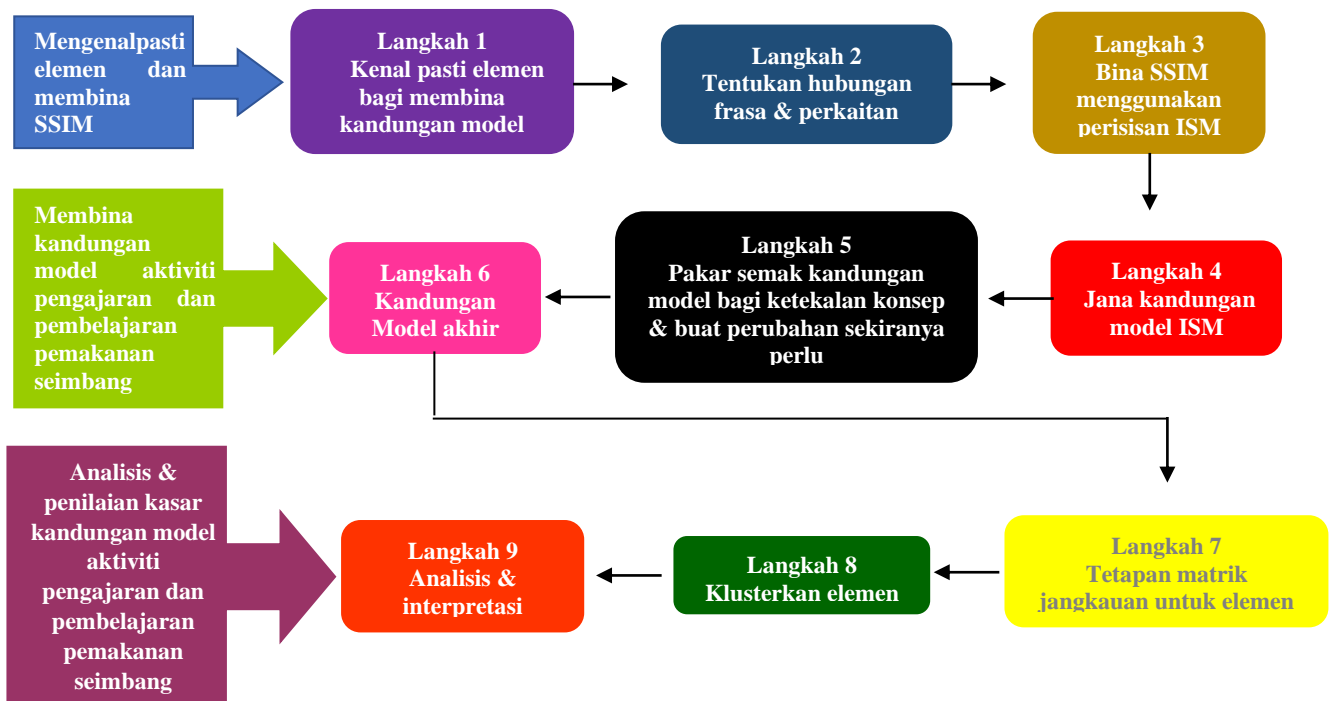 Mengenalpasti
elemen dan
membina
SSIM
Langkah 1
Kenal pasti elemen
bagi membina
kandungan model
Langkah 2
Tentukan hubungan
frasa & perkaitan
Langkah 3
Bina SSIM
menggunakan
perisisan ISM
Membina
kandungan
model aktiviti
pengajaran dan
pembelajaran
pemakanan
seimbang
Langkah 6
Kandungan
Model akhir
Langkah 5
Pakar semak kandungan
model bagi ketekalan konsep
& buat perubahan sekiranya
perlu
Langkah 4
Jana kandungan
model ISM
Analisis &
penilaian kasar
kandungan model
aktiviti
pengajaran dan
pembelajaran
pemakanan
seimbang
Langkah 9
Analisis &
interpretasi
Langkah 8
Klusterkan elemen
Langkah 7
Tetapan matrik
jangkauan untuk elemen